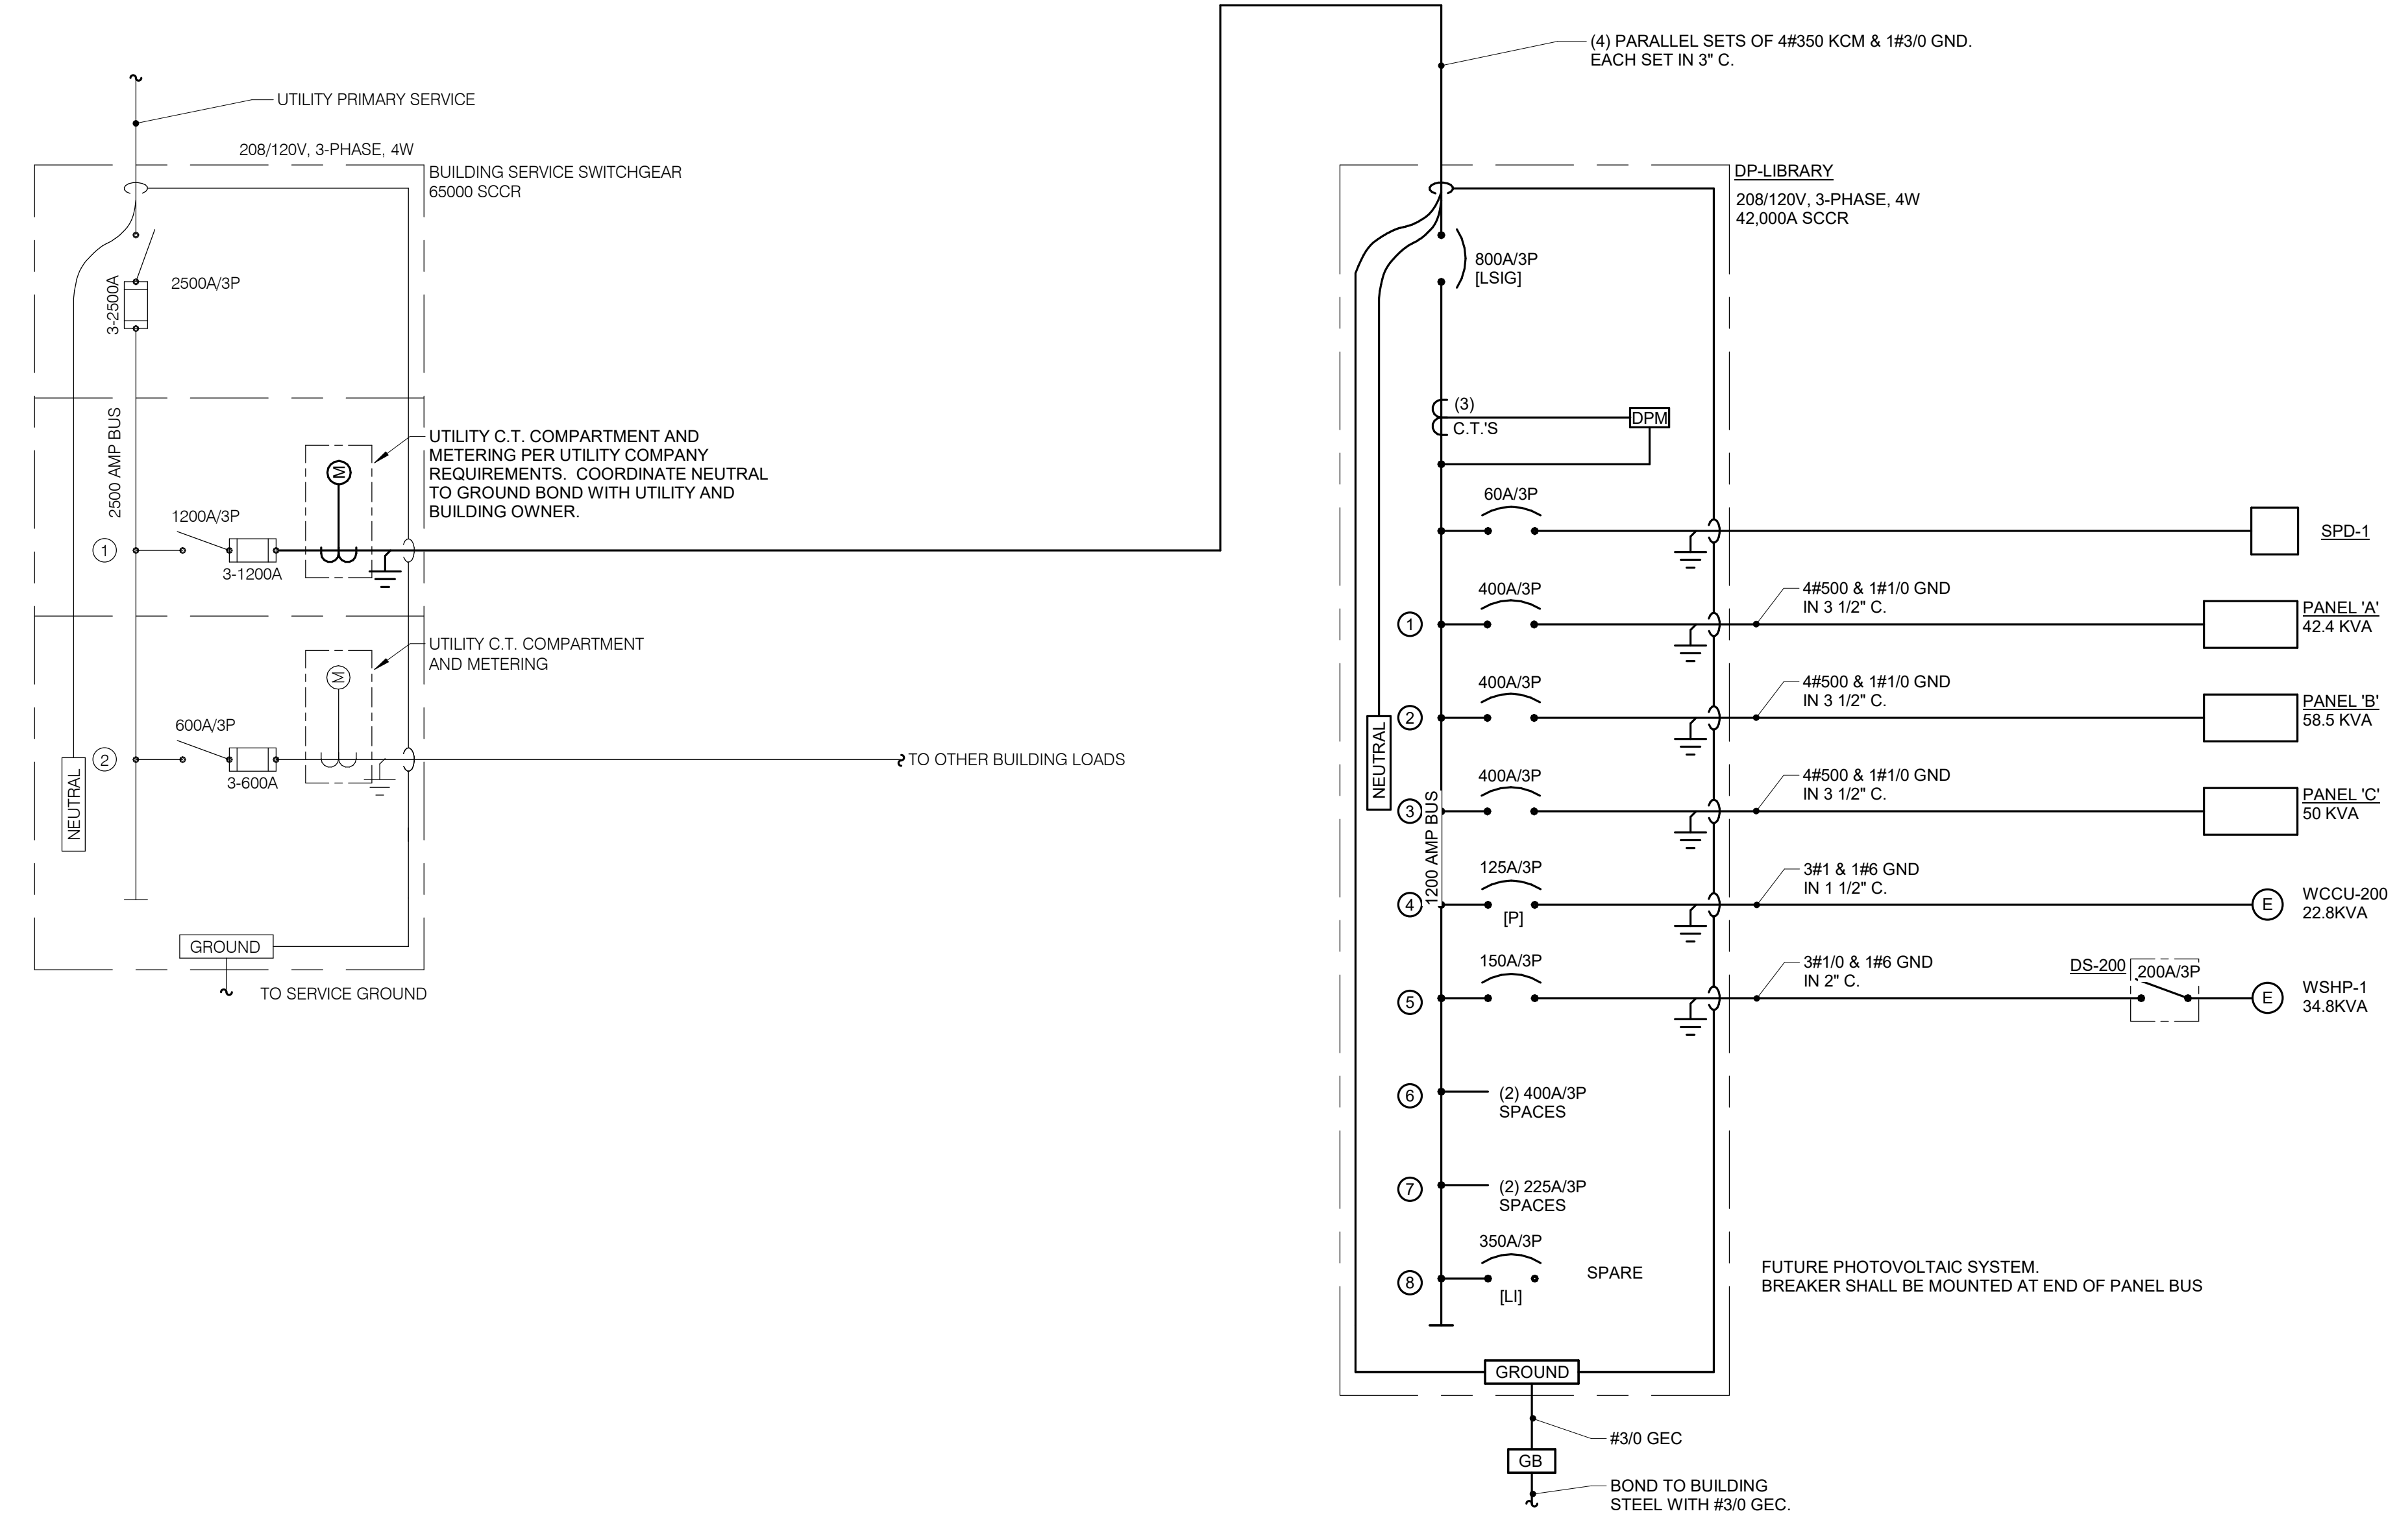 UTILITY PRIMARY SERVICE
208/120V, 3-PHASE, 4W
BUILDING SERVICE SWITCHGEAR
65000 SCCR
3-2500A
2500A/3P
2500 AMP BUS
M
UTILITY C.T. COMPARTMENT AND
METERING PER UTILITY COMPANY
REQUIREMENTS. COORDINATE NEUTRAL
TO GROUND BOND WITH UTILITY AND
BUILDING OWNER.
1200A/3P
1
3-1200A
UTILITY C.T. COMPARTMENT
AND METERING
M
600A/3P
2
3-600A
TO OTHER BUILDING LOADS
NEUTRAL
GROUND
TO SERVICE GROUND
(4) PARALLEL SETS OF 4#350 KCM & 1#3/0 GND.
EACH SET IN 3" C.
DP-LIBRARY
208/120V, 3-PHASE, 4W
42,000A SCCR
800A/3P
[LSIG]
(3)
C.T.'S
DPM
60A/3P
SPD-1
400A/3P
1
4#500 & 1#1/0 GND
IN 3 1/2" C.
PANEL 'A'
42.4 KVA
400A/3P
2
4#500 & 1#1/0 GND
IN 3 1/2" C.
PANEL 'B'
58.5 KVA
NEUTRAL
400A/3P
3
4#500 & 1#1/0 GND
IN 3 1/2" C.
PANEL 'C'
50 KVA
1200 AMP BUS
125A/3P
4
[P]
3#1 & 1#6 GND
IN 1 1/2" C.
E
WCCU-200
22.8KVA
150A/3P
5
3#1/0 & 1#6 GND
IN 2" C.
DS-200
200A/3P
E
WSHP-1
34.8KVA
6
(2) 400A/3P
SPACES
7
(2) 225A/3P
SPACES
350A/3P
8
[LI]
SPARE
FUTURE PHOTOVOLTAIC SYSTEM.
BREAKER SHALL BE MOUNTED AT END OF PANEL BUS
GROUND
#3/0 GEC
GB
BOND TO BUILDING
STEEL WITH #3/0 GEC.